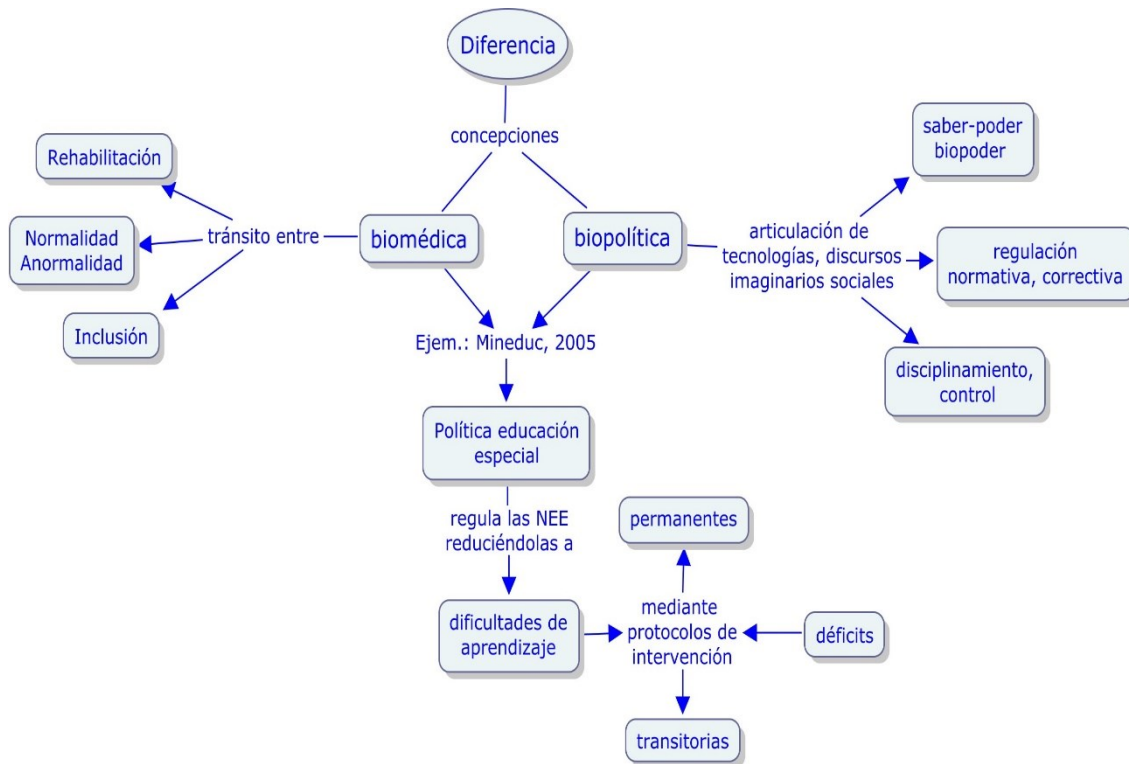 Diferencia
concepciones
biomédica
tránsito entre
Rehabilitación
Normalidad
Anormalidad
Inclusión
biopolítica
articulación de
tecnologías, discursos
imaginarios sociales
saber-poder
biopoder
regulación
normativa, correctiva
disciplinamiento,
control
Ejem.: Mineduc, 2005
Política educación
especial
regula las NEE
reduciéndolas a
dificultades de
aprendizaje
mediante
protocolos de
intervención
permanentes
déficits
transitorias